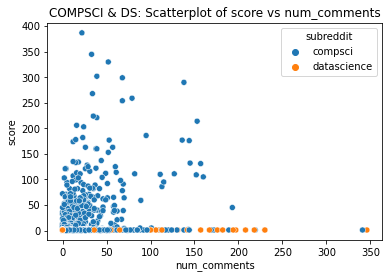 COMPSCI & DS: Scatterplot of score vs num_comments
400
350
300
250
200
150
100
50
0
score
subreddit
compsci
datascience
0 50 100 150 200 250 300 350
num_comments